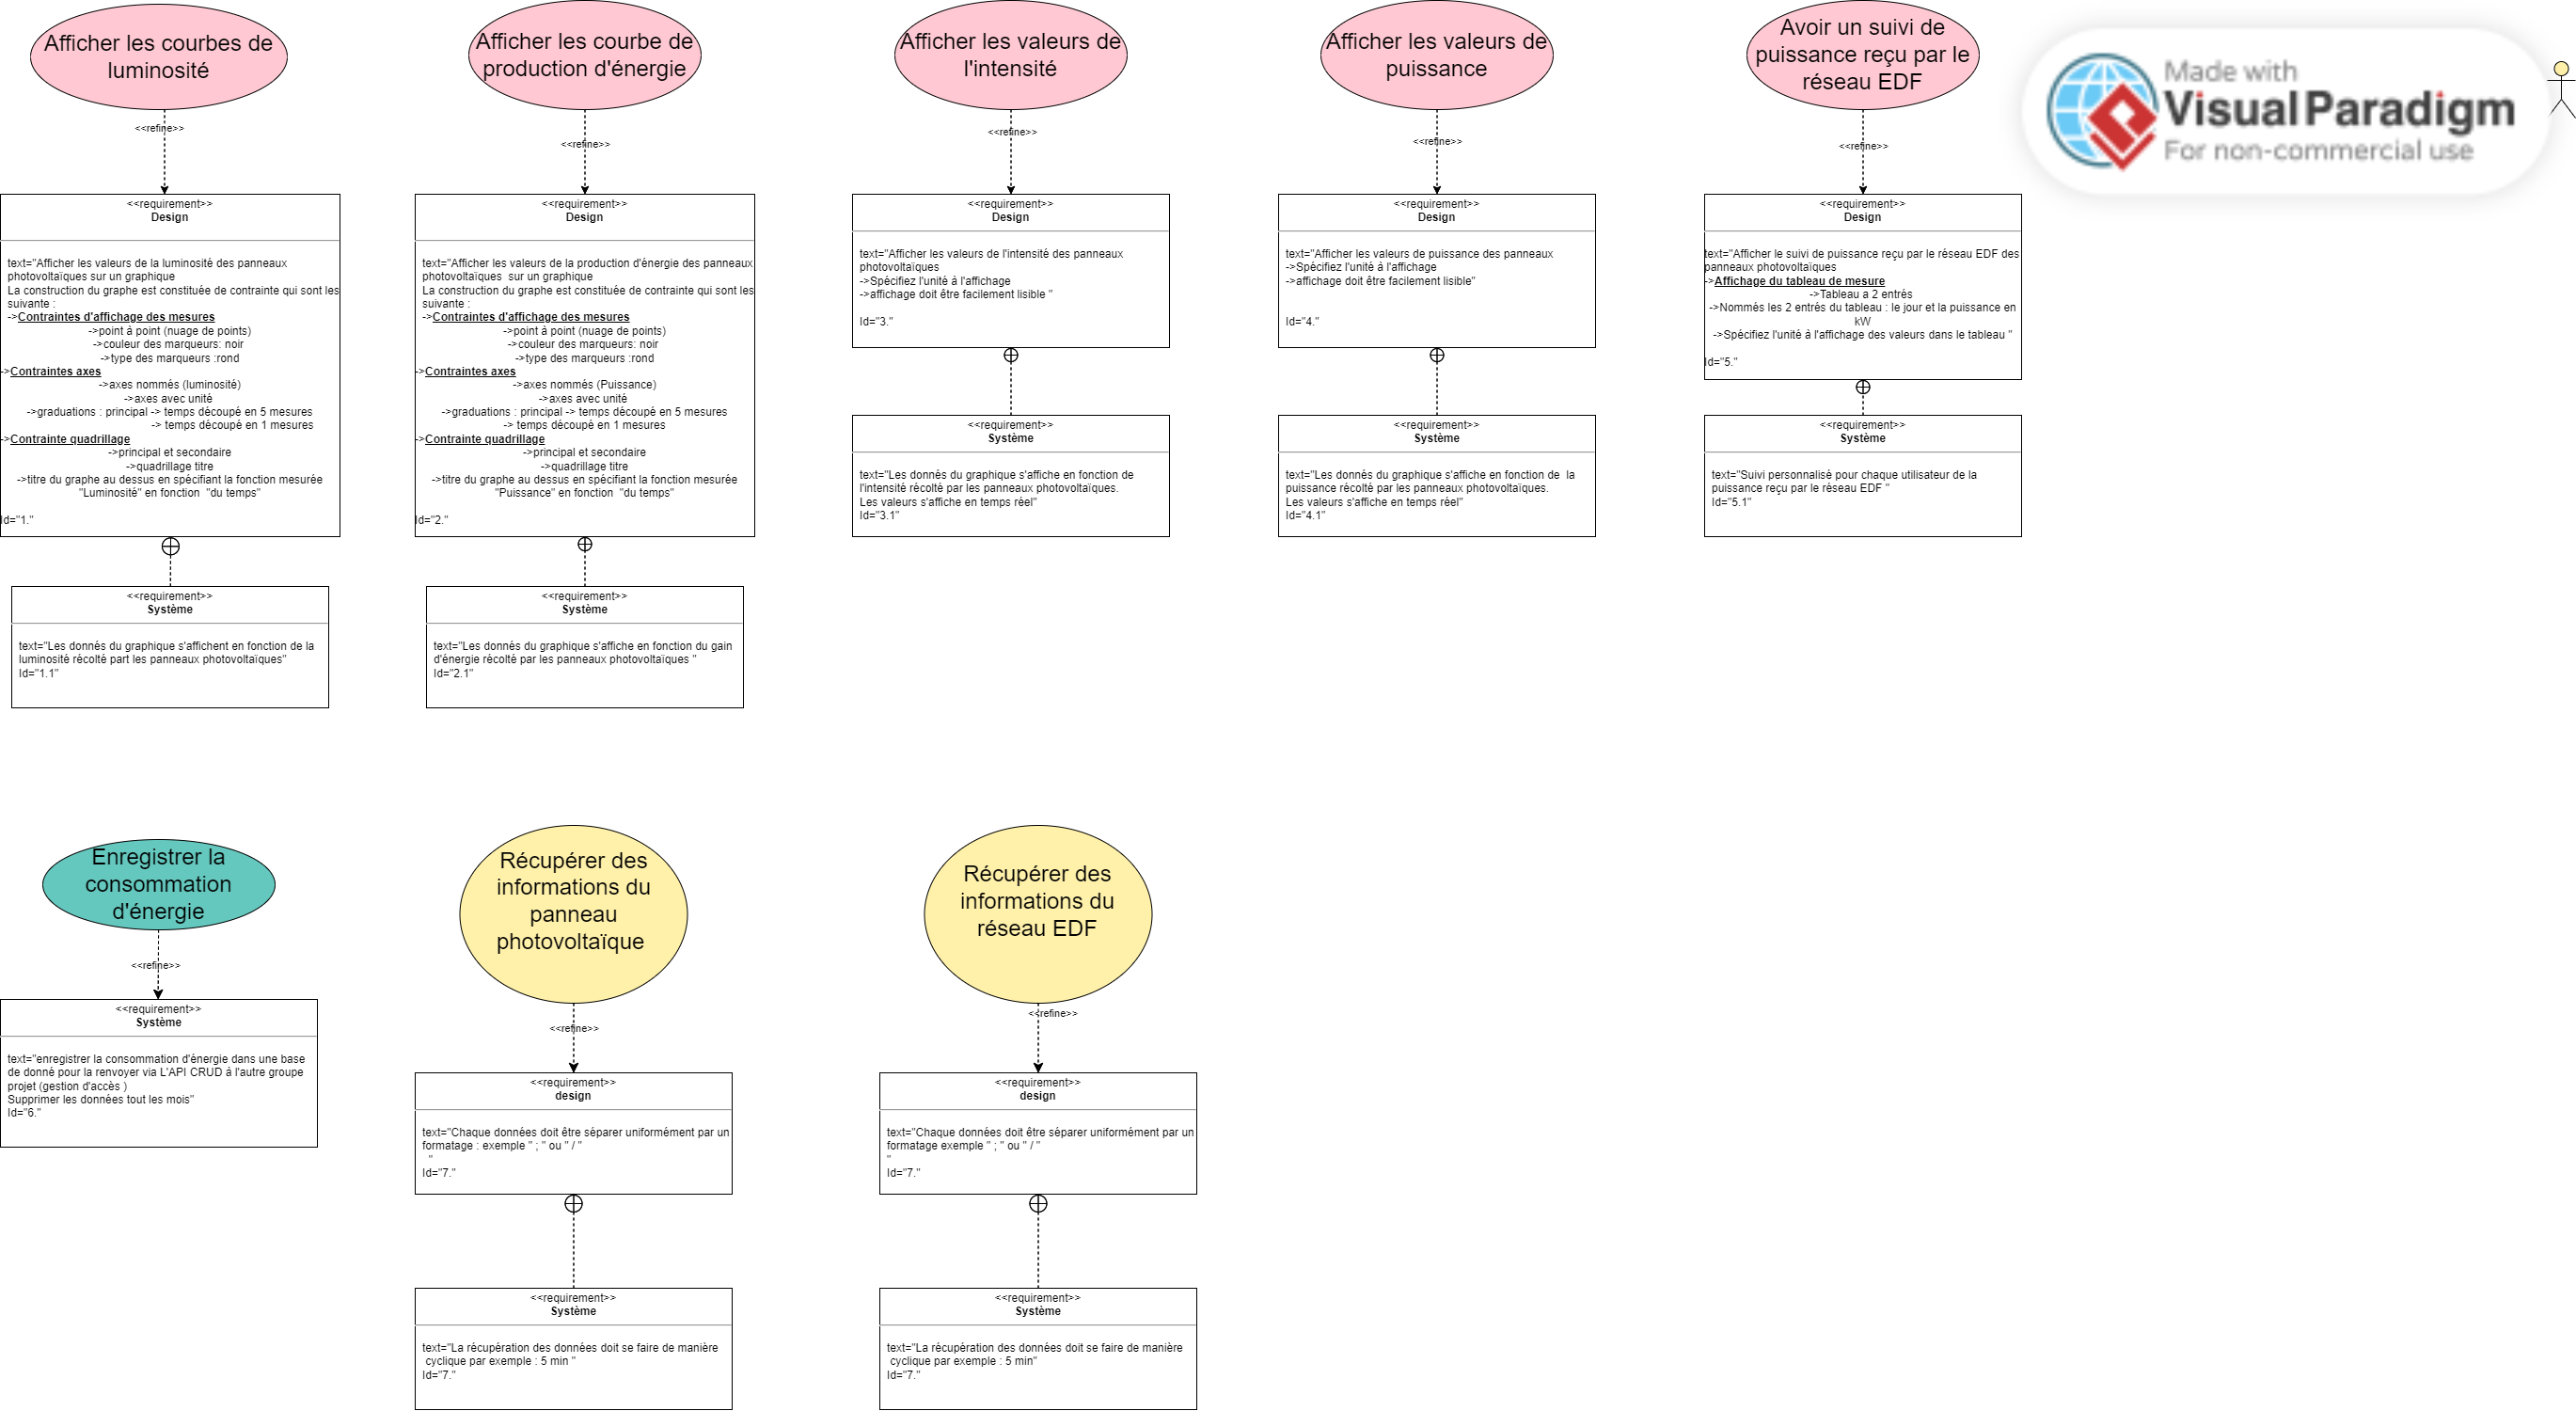 Afficher les courbes de
luminosité
<<refine>>
<<requirement>>
Design
text="Afficher les valeurs de la luminosité des panneaux
photovoltaïques sur un graphique
La construction du graphe est constituée de contrainte qui sont les
suivante :
->Contraintes d'affichage des mesures
->point à point (nuage de points)
->couleur des marqueurs: noir
->type des marqueurs :rond
->Contraintes axes
->axes nommés (luminosité)
->axes avec unité
->graduations : principal -> temps découpé en 5 mesures
-> temps découpé en 1 mesures
->Contrainte quadrillage
->principal et secondaire
->quadrillage titre
->titre du graphe au dessus en spécifiant la fonction mesurée
"Luminosité" en fonction "du temps"
Id="1."
<<requirement>>
Système
text="Les donnés du graphique s'affichent en fonction de la
luminosité récolté part les panneaux photovoltaïques"
Id="1.1"
Afficher les courbe de
production d'énergie
<<refine>>
<<requirement>>
Design
text="Afficher les valeurs de la production d'énergie des panneaux
photovoltaïques sur un graphique
La construction du graphe est constituée de contrainte qui sont les
suivante :
->Contraintes d'affichage des mesures
->point à point (nuage de points)
->couleur des marqueurs: noir
->type des marqueurs :rond
->Contraintes axes
->axes nommés (Puissance)
->axes avec unité
->graduations : principal -> temps découpé en 5 mesures
-> temps découpé en 1 mesures
->Contrainte quadrillage
->principal et secondaire
->quadrillage titre
->titre du graphe au dessus en spécifiant la fonction mesurée
"Puissance" en fonction "du temps"
Id="2."
<<requirement>>
Système
text="Les donnés du graphique s'affiche en fonction du gain
d'énergie récolté par les panneaux photovoltaïques "
Id="2.1"
Afficher les valeurs de
l'intensité
<<refine>>
<<requirement>>
Design
text="Afficher les valeurs de l'intensité des panneaux
photovoltaïques
->Spécifiez l'unité à l'affichage
->affichage doit être facilement lisible "
Id="3."
<<requirement>>
Système
text="Les donnés du graphique s'affiche en fonction de
l'intensité récolté par les panneaux photovoltaïques.
Les valeurs s'affiche en temps réel"
Id="3.1"
Afficher les valeurs de
puissance
<<refine>>
<<requirement>>
Design
text="Afficher les valeurs de puissance des panneaux
->Spécifiez l'unité à l'affichage
->affichage doit être facilement lisible"
Id="4."
<<requirement>>
Système
text="Les donnés du graphique s'affiche en fonction de la
puissance récolté par les panneaux photovoltaïques.
Les valeurs s'affiche en temps réel"
Id="4.1"
Avoir un suivi de
puissance reçu par le
réseau EDF
<<refine>>
<<requirement>>
Design
text="Afficher le suivi de puissance reçu par le réseau EDF des
panneaux photovoltaïques
->Affichage du tableau de mesure
->Tableau a 2 entrés
->Nommés les 2 entrés du tableau : le jour et la puissance en
kW
->Spécifiez l'unité à l'affichage des valeurs dans le tableau "
Id="5."
<<requirement>>
Système
text="Suivi personnalisé pour chaque utilisateur de la
puissance reçu par le réseau EDF "
Id="5.1"
Made with
Visual Paradigm
For non-commercial use
Enregistrer la
consommation
d'énergie
<<refine>>
<<requirement>>
Système
text="enregistrer la consommation d'énergie dans une base
de donné pour la renvoyer via L'API CRUD à l'autre groupe
projet (gestion d'accès )
Supprimer les données tout les mois"
Id="6."
Récupérer des
informations du
panneau
photovoltaïque
<<refine>>
<<requirement>>
design
text="Chaque données doit être séparer uniformément par un
formatage : exemple " ; " ou " / "
"
Id="7."
<<requirement>>
Système
text="La récupération des données doit se faire de manière
cyclique par exemple : 5 min "
Id="7."
Récupérer des
informations du
réseau EDF
<<refine>>
<<requirement>>
design
text="Chaque données doit être séparer uniformément par un
formatage exemple " ; " ou " / "
"
Id="7."
<<requirement>>
Système
text="La récupération des données doit se faire de manière
cyclique par exemple : 5 min"
Id="7."